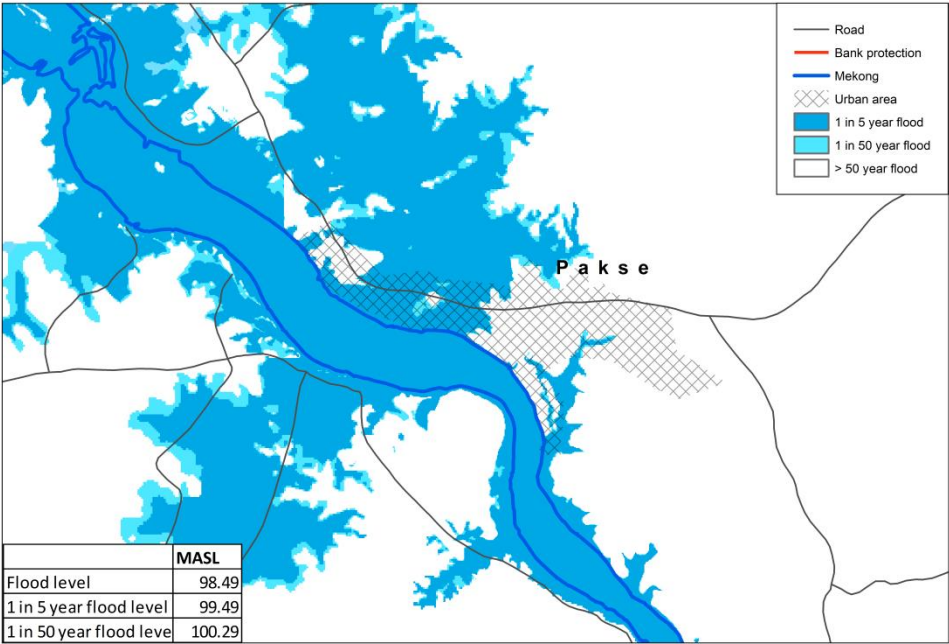 Road
Bank protection
Mekong
Urban area
1 in 5 year flood
1 in 50 year flood
> 50 year flood
Pakse
MASL
Flood level 98.49
1 in 5 year flood level 99.49
1 in 50 year flood leve 100.29